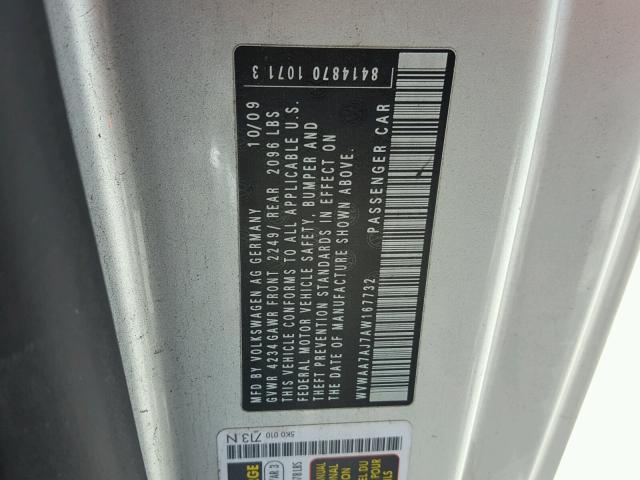 8414870 1071 3
MFD BY VOLKSWAGEN AG GERMANY 10/09
GVWR 4234GAWR FRONT 2249/ REAR 2096 LBS
THIS VEHICLE CONFORMS TO ALL APPLICABLE U.S.
FEDERAL MOTOR VEHICLE SAFETY, BUMPER AND
THEFT PREVENTION STANDARDS IN EFFECT ON
THE DATE OF MANUFACTURE SHOWN ABOVE.
WVWAA7AJ7AW167732 PASSENGER CAR
5K0 010 713 N